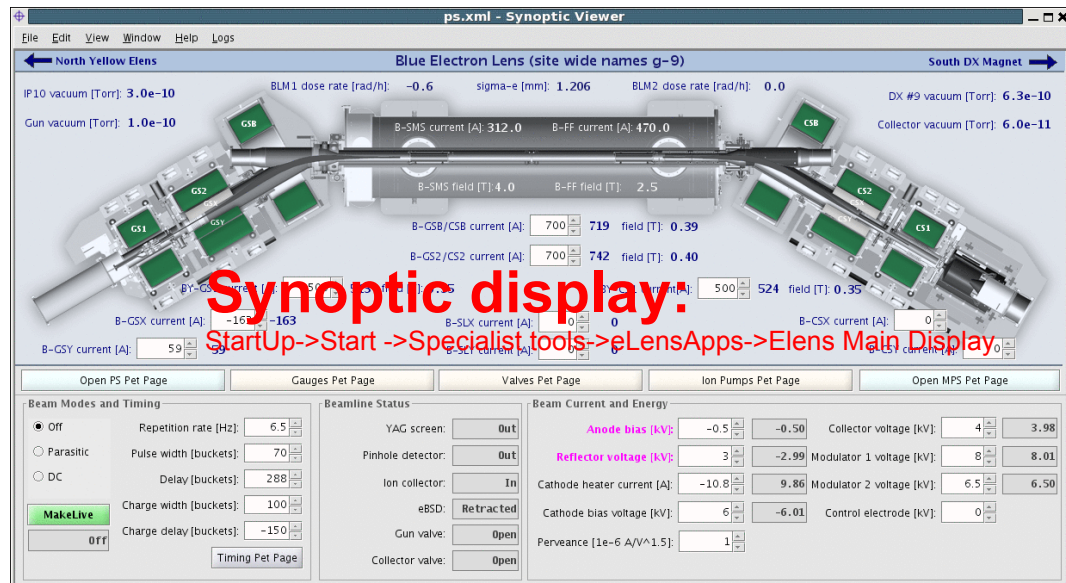 ps.xml - Synoptic Viewer
File Edit View Window Help Logs
North Yellow Elens Blue Electron Lens (site wide names g-9) South DX Magnet
IP10 vacuum [Torr]: 3.0e-10 BLM1 dose rate [rad/h]: -0.6 sigma-e [mm]: 1.206 BLM2 dose rate [rad/h]: 0.0 DX #9 vacuum [Torr]: 6.3e-10
Gun vacuum [Torr]: 1.0e-10 Collector vacuum [Torr]: 6.0e-11
GSB B-SMS current [A]: 312.0 B-FF current [A]: 470.0 CSB
GS2 GSX B-SMS field [T]: 4.0 B-FF field [T]: 2.5 CS2 CSX
GS1 GSY CSY CS1
B-GSB/CSB current [A]: 700 719 field [T]: 0.39
B-GS2/CS2 current [A]: 700 742 field [T]: 0.40
500 524 field [T]: 0.35
Synoptic display:
B-GSX current [A]: -163 -163 B-SLX current [A]: 0 0 B-CSX current [A]: 0
StartUp->Start ->Specialist tools->eLensApps->Elens Main Display
B-GSY current [A]: 59 59 B-SLY current [A]: 0 0 B-CSY current [A]: 0
Open PS Pet Page Gauges Pet Page Valves Pet Page Ion Pumps Pet Page Open MPS Pet Page
Beam Modes and Timing Beamline Status Beam Current and Energy
Off Repetition rate [Hz]: 6.5 YAG screen: Out Anode bias [kV]: -0.5 -0.50 Collector voltage [kV]: 4 3.98
Parasitic Pulse width [buckets]: 70 Pinhole detector: Out Reflector voltage [kV]: 3 -2.99 Modulator 1 voltage [kV]: 8 8.01
DC Delay [buckets]: 288 Ion collector: In Cathode heater current [A]: -10.8 9.86 Modulator 2 voltage [kV]: 6.5 6.50
MakeLive Charge width [buckets]: 100 eBSD: Retracted Cathode bias voltage [kV]: 6 -6.01 Control electrode [kV]: 0
Off Charge delay [buckets]: -150 Gun valve: Open Perveance [1e-6 A/V^1.5]: 1
Timing Pet Page Collector valve: Open